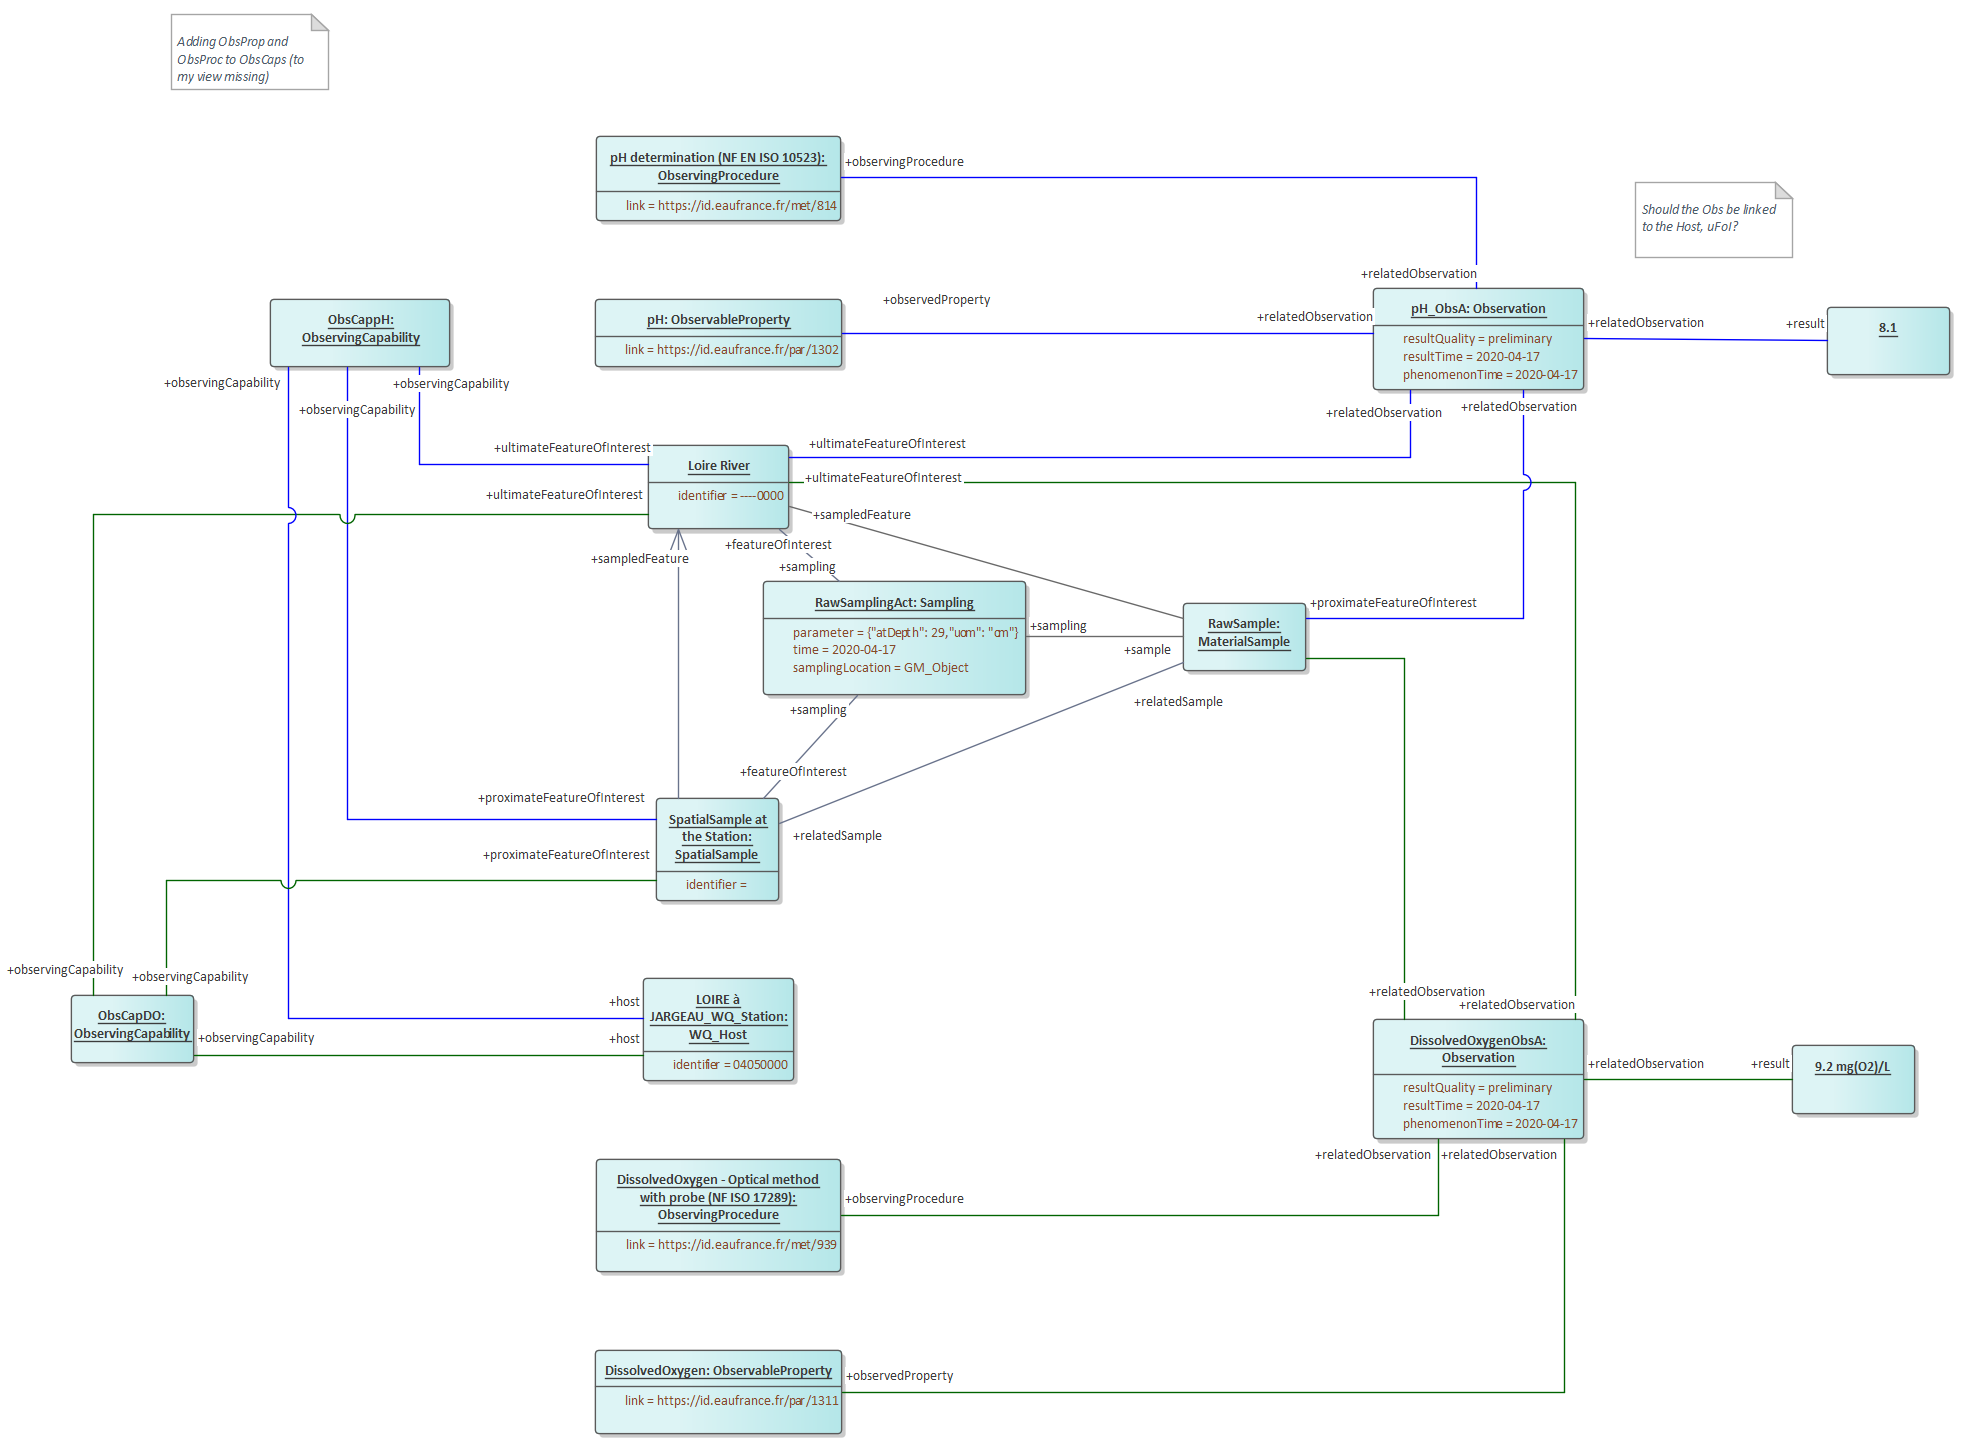 Adding ObsProp and
ObsProc to ObsCaps (to
my view missing)
pH determination (NF EN ISO 10523):
ObservingProcedure
link = https://id.eaufrance.fr/met/814
+observingProcedure
Should the Obs be linked
to the Host, uFoI?
+relatedObservation
ObsCappH:
ObservingCapability
pH: ObservableProperty
link = https://id.eaufrance.fr/par/1302
+observedProperty
+relatedObservation
pH_ObsA: Observation
resultQuality = preliminary
resultTime = 2020-04-17
phenomenonTime = 2020-04-17
+relatedObservation
+result
8.1
+observingCapability
+observingCapability
+observingCapability
+relatedObservation
+relatedObservation
+ultimateFeatureOfInterest
+ultimateFeatureOfInterest
Loire River
identifier = ----0000
+ultimateFeatureOfInterest
+ultimateFeatureOfInterest
+sampledFeature
+sampledFeature
+featureOfInterest
+sampling
RawSamplingAct: Sampling
parameter = {"atDepth": 29,"uom": "cm"}
time = 2020-04-17
samplingLocation = GM_Object
+sampling
+sample
RawSample:
MaterialSample
+proximateFeatureOfInterest
+relatedSample
+sampling
+featureOfInterest
+proximateFeatureOfInterest
SpatialSample at
the Station:
SpatialSample
identifier =
+relatedSample
+proximateFeatureOfInterest
+observingCapability
+observingCapability
ObsCapDO:
ObservingCapability
+observingCapability
+host
+host
LOIRE à
JARGEAU_WQ_Station:
WQ_Host
identifier = 04050000
+relatedObservation
+relatedObservation
DissolvedOxygenObsA:
Observation
resultQuality = preliminary
resultTime = 2020-04-17
phenomenonTime = 2020-04-17
+relatedObservation
+result
9.2 mg(O2)/L
+relatedObservation
+relatedObservation
DissolvedOxygen - Optical method
with probe (NF ISO 17289):
ObservingProcedure
link = https://id.eaufrance.fr/met/939
+observingProcedure
DissolvedOxygen: ObservableProperty
link = https://id.eaufrance.fr/par/1311
+observedProperty